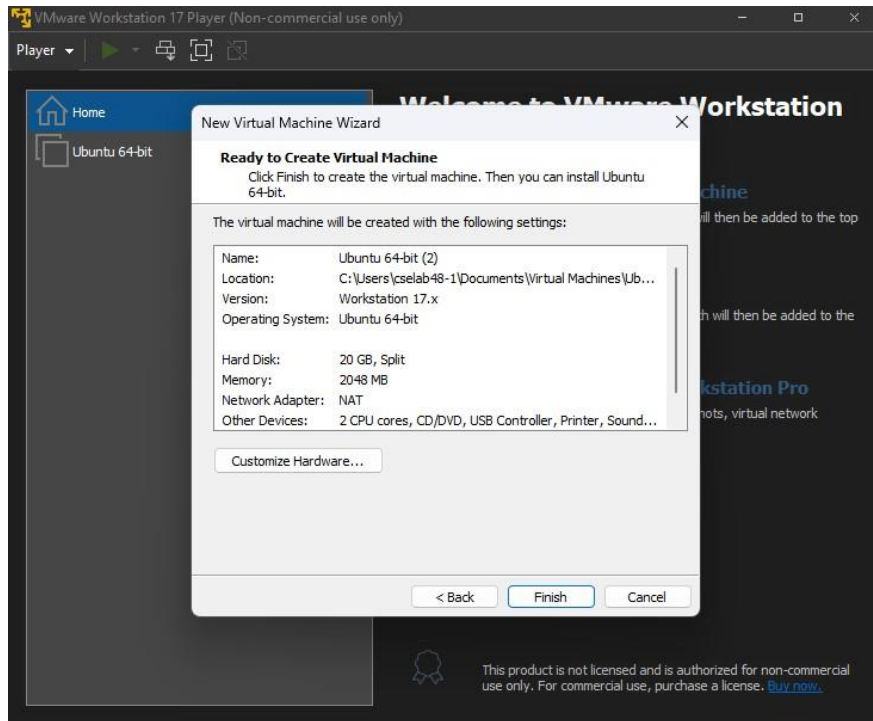 VMware Workstation 17 Player (Non-commercial use only)
Player
Home
Ubuntu 64-bit
Workstation
New Virtual Machine Wizard
Ready to Create Virtual Machine
Click Finish to create the virtual machine. Then you can install Ubuntu
64-bit.
The virtual machine will be created with the following settings:
Name: Ubuntu 64-bit (2)
Location: C:\Users\cselab48-1\Documents\Virtual Machines\Ub...
Version: Workstation 17.x
Operating System: Ubuntu 64-bit
Hard Disk: 20 GB, Split
Memory: 2048 MB
Network Adapter: NAT
Other Devices: 2 CPU cores, CD/DVD, USB Controller, Printer, Sound...
Customize Hardware...
< Back
Finish
Cancel
will then be added to the top
will then be added to the
Pro
virtual network
This product is not licensed and is authorized for non-commercial
use only. For commercial use, purchase a license. Buy now.